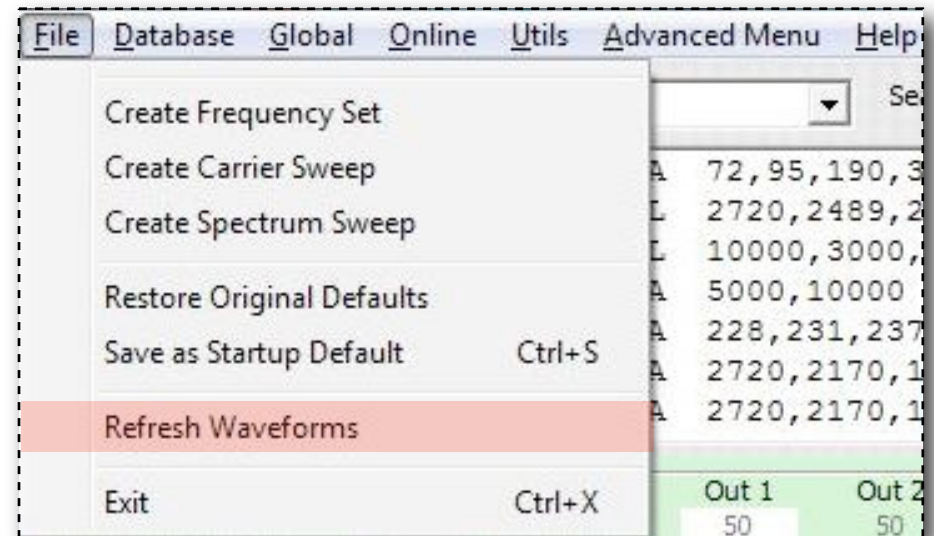 File Database Global Online Utils Advanced Menu Help
Create Frequency Set
Create Carrier Sweep
Create Spectrum Sweep
Restore Original Defaults
Save as Startup Default Ctrl+S
Refresh Waveforms
Exit Ctrl+X
A 72,95,190,3
L 2720,2489,2
L 10000,3000,
A 5000,10000
A 228,231,237
A 2720,2170,1
A 2720,2170,1
Out 1 Out 2
50 50